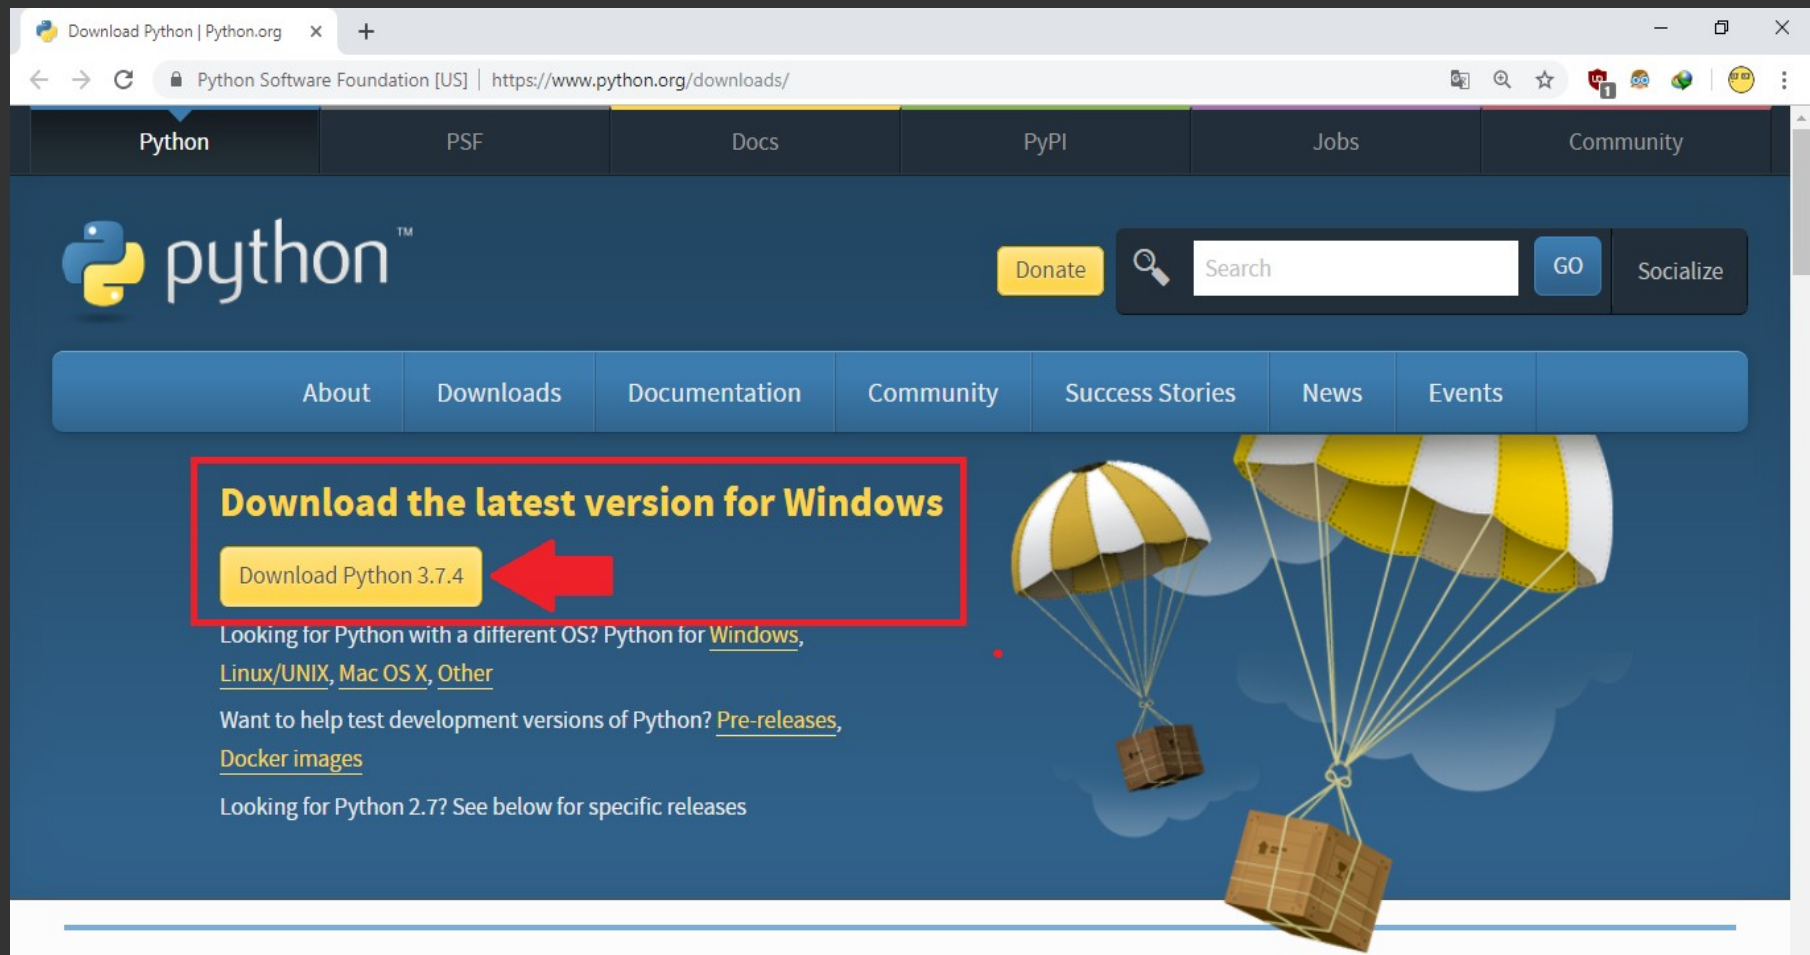 Download Python | Python.org
Python Software Foundation [US] | https://www.python.org/downloads/
1
Python PSF Docs PyPI Jobs Community
python™
Donate Search GO Socialize
About Downloads Documentation Community Success Stories News Events
Download the latest version for Windows
Download Python 3.7.4
Looking for Python with a different OS? Python for Windows,
Linux/UNIX, Mac OS X, Other
Want to help test development versions of Python? Pre-releases,
Docker images
Looking for Python 2.7? See below for specific releases